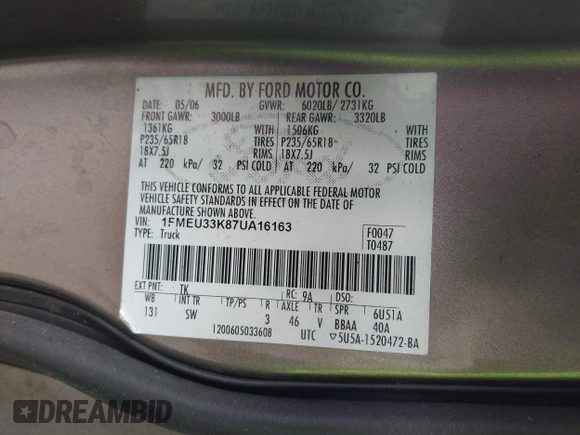 MFD. BY FORD MOTOR CO.
DATE 05/06 GVWR: 6020LB/2731KG
FRONT GAWR: 3000LB REAR GAWR: 3320LB
1361KG WITH 1506KG WITH
P235/65R18 TIRES P235/65R18 TIRES
18X7.5J RIMS 18X7.5J RIMS
AT 220 kPa/ 32 PSI COLD AT 220 kPa/ 32 PSI COLD
THIS VEHICLE CONFORMS TO ALL APPLICABLE FEDERAL MOTOR
VEHICLE SAFETY STANDARDS IN EFFECT ON THE DATE OF
MANUFACTURE SHOWN ABOVE.
VIN: 1FMEU33K87UA16163 F0047
TYPE: Truck T0487
EXT PNT: TK RC: 9A DSO:
WB INT TR TP/PS R AXLE TR SPR 6U51A
131 SW 3 46 V BBAA 40A
12006050336​08 UTC ▽5U5A-1520472-BA
DREAMBID